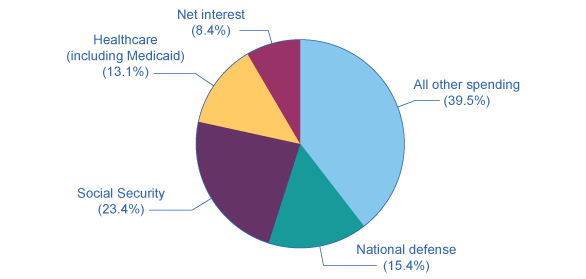 Net interest
(8.4%)
Healthcare
(including Medicaid)
(13.1%)
All other spending
(39.5%)
Social Security
(23.4%)
National defense
(15.4%)